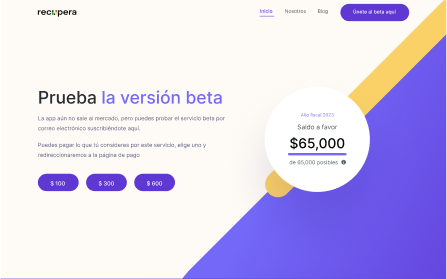 recupera
Inicio
Nosotros
Blog
Únete al beta aquí
Prueba la versión beta
La app aún no sale al mercado, pero puedes probar el servicio beta por
correo electrónico suscribiéndote aquí.
Puedes pagar lo que tú consideres por este servicio, elige uno y
redireccionaremos a la página de pago
$ 100
$ 300
$ 600
Año fiscal 2023
Saldo a favor
$65,000
de 65,000 posibles